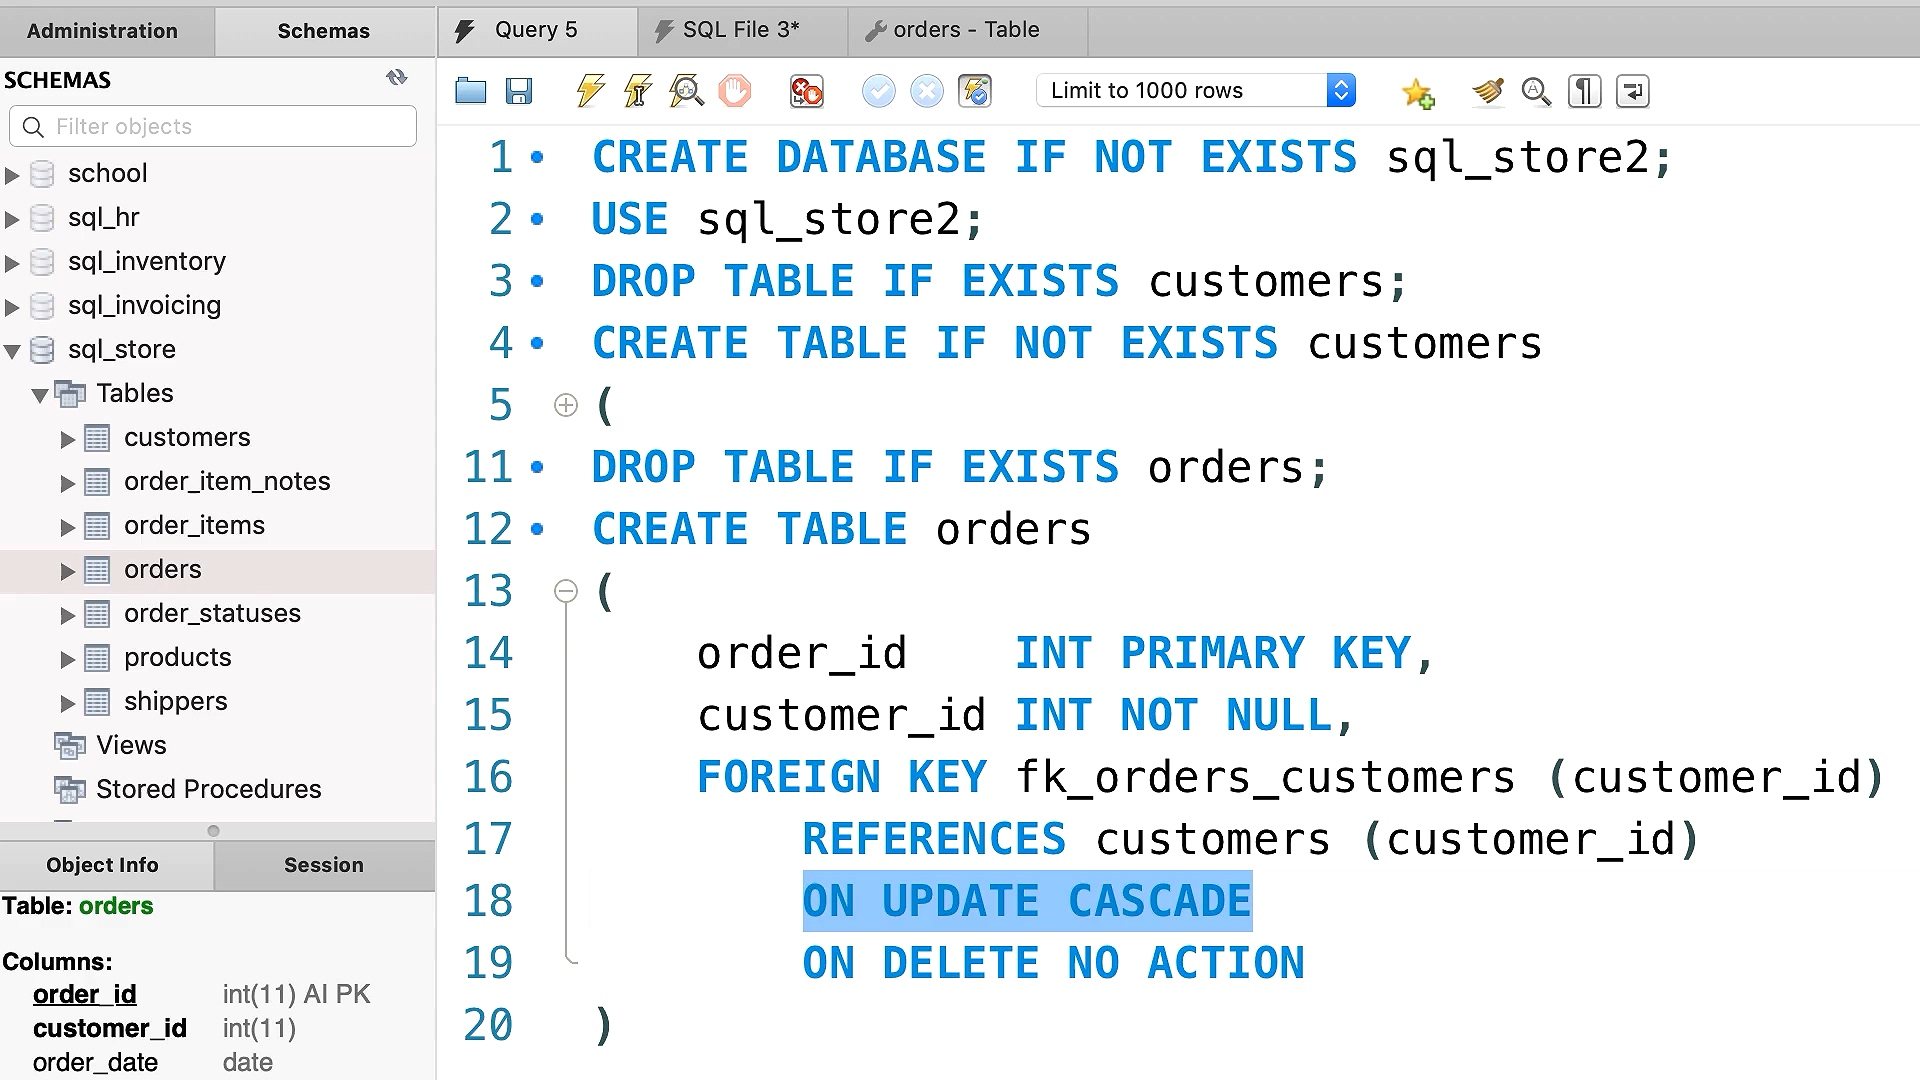 Administration
Schemas
Query 5
SQL File 3*
orders - Table
SCHEMAS
Filter objects
Limit to 1000 rows
school
sql_hr
sql_inventory
sql_invoicing
sql_store
Tables
customers
order_item_notes
order_items
orders
order_statuses
products
shippers
Views
Stored Procedures
Object Info
Session
Table: orders
Columns:
order_id int(11) AI PK
customer_id int(11)
order_date date
1 CREATE DATABASE IF NOT EXISTS sql_store2;
2 USE sql_store2;
3 DROP TABLE IF EXISTS customers;
4 CREATE TABLE IF NOT EXISTS customers
5 (
11 DROP TABLE IF EXISTS orders;
12 CREATE TABLE orders
13 (
14 order_id INT PRIMARY KEY,
15 customer_id INT NOT NULL,
16 FOREIGN KEY fk_orders_customers (customer_id)
17 REFERENCES customers (customer_id)
18 ON UPDATE CASCADE
19 ON DELETE NO ACTION
20 )